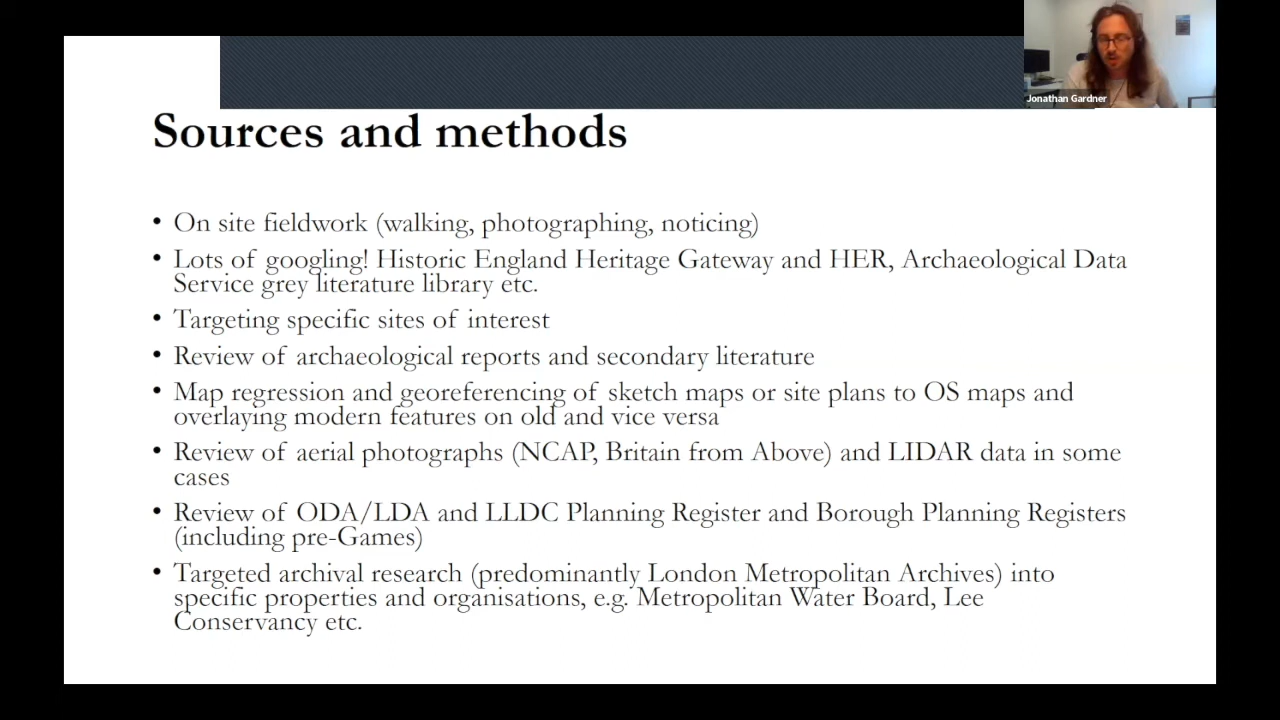 Jonathan Gardner
Sources and methods
• On site fieldwork (walking, photographing, noticing)
• Lots of googling! Historic England Heritage Gateway and HER, Archaeological Data
Service grey literature library etc.
• Targeting specific sites of interest
• Review of archaeological reports and secondary literature
• Map regression and georeferencing of sketch maps or site plans to OS maps and
overlaying modern features on old and vice versa
• Review of aerial photographs (NCAP, Britain from Above) and LIDAR data in some
cases
• Review of ODA/LDA and LLDC Planning Register and Borough Planning Registers
(including pre-Games)
• Targeted archival research (predominantly London Metropolitan Archives) into
specific properties and organisations, e.g. Metropolitan Water Board, Lee
Conservancy etc.